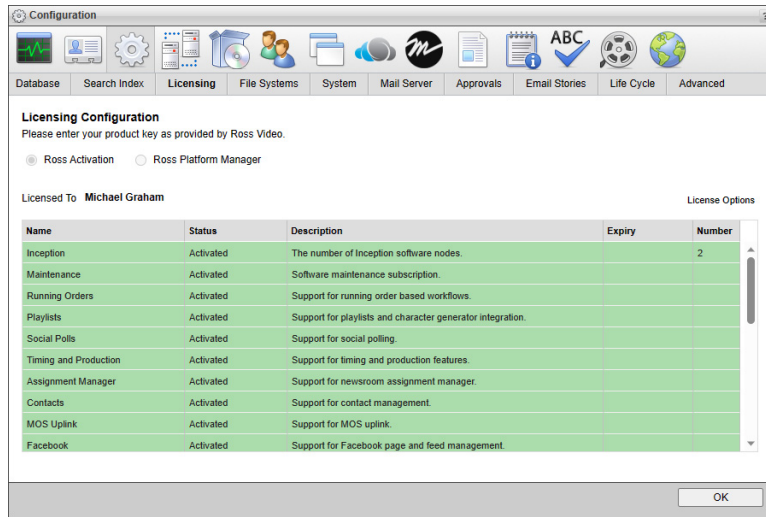 Configuration
ABC
Database Search Index Licensing File Systems System Mail Server Approvals Email Stories Life Cycle Advanced
Licensing Configuration
Please enter your product key as provided by Ross Video.
Ross Activation Ross Platform Manager
Licensed To Michael Graham
License Options
Name Status Description Expiry Number
Inception Activated The number of Inception software nodes. 2
Maintenance Activated Software maintenance subscription.
Running Orders Activated Support for running order based workflows.
Playlists Activated Support for playlists and character generator integration.
Social Polls Activated Support for social polling.
Timing and Production Activated Support for timing and production features.
Assignment Manager Activated Support for newsroom assignment manager.
Contacts Activated Support for contact management.
MOS Uplink Activated Support for MOS uplink.
Facebook Activated Support for Facebook page and feed management.
OK